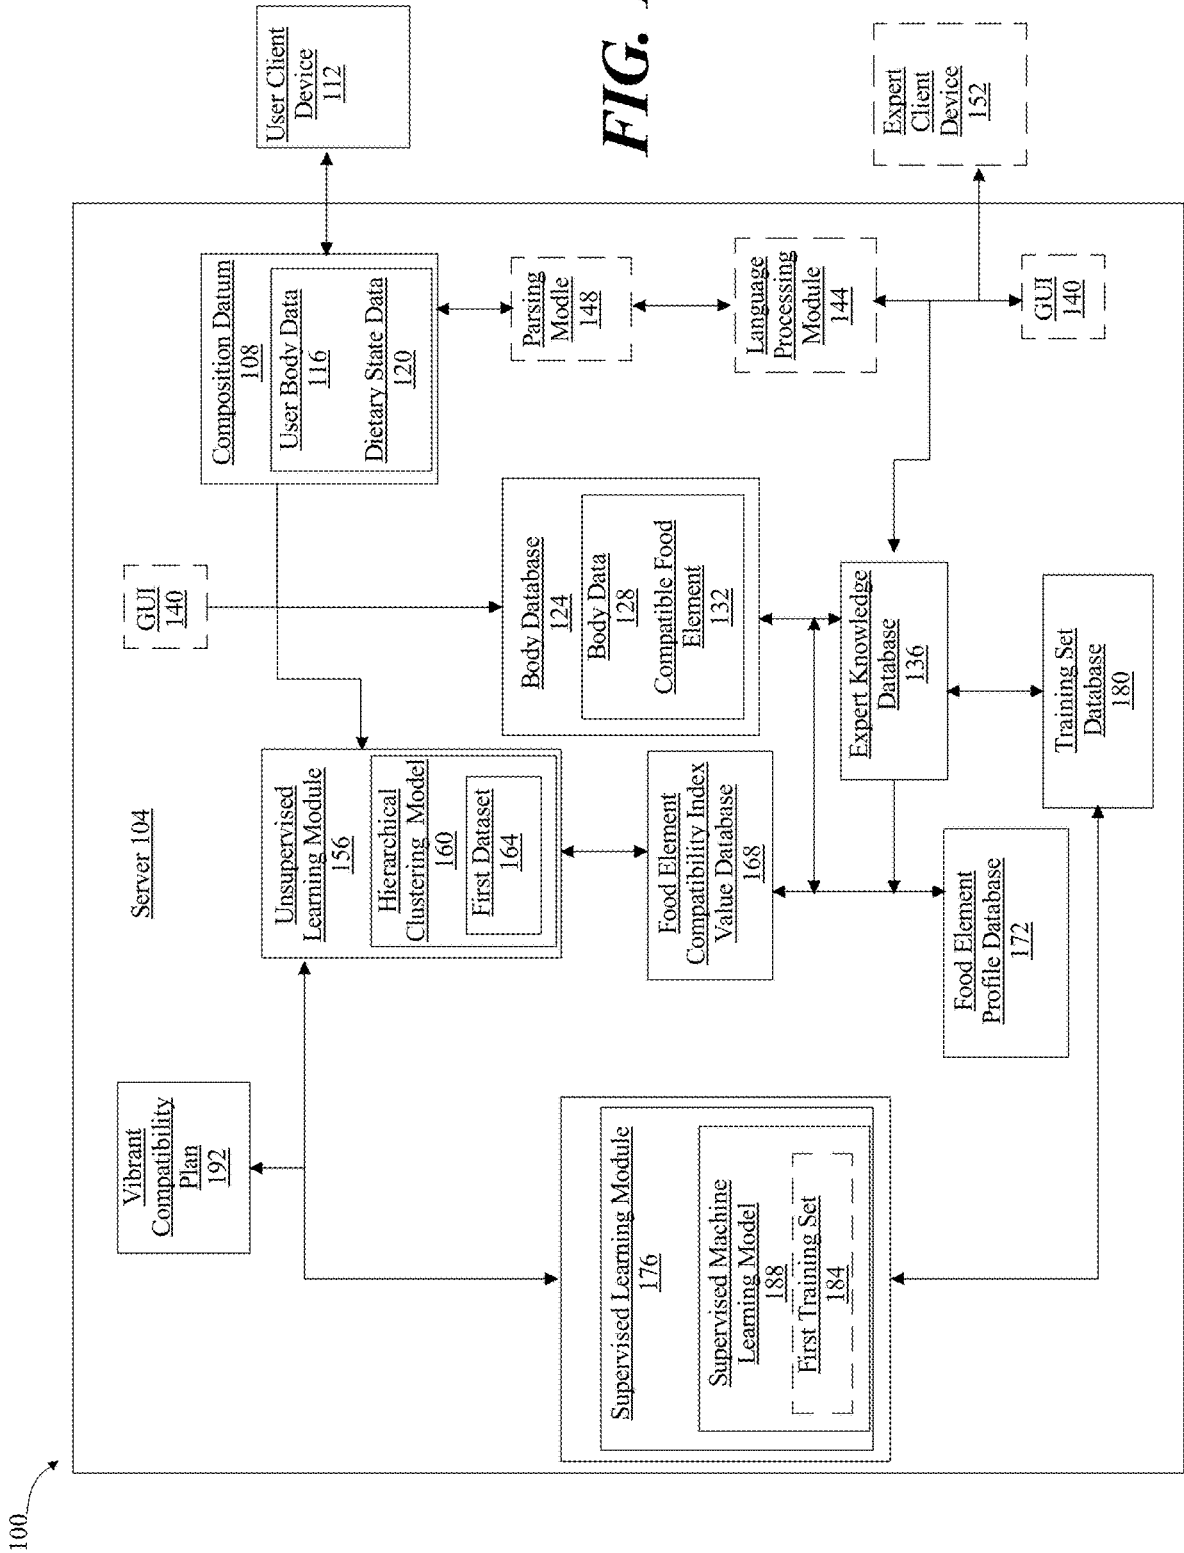 100
Vibrant
Compatibility
Plan
192
Server 104
GUI
140
Composition Datum
108
User Body Data
116
Dietary State Data
120
User Client
Device
112
Unsupervised
Learning Module
156
Hierarchical
Clustering Model
160
First Dataset
164
Body Database
124
Body Data
128
Compatible Food
Element
132
Parsing
Modle
148
FIG.
Supervised Learning Module
176
Supervised Machine
Learning Model
188
First Training Set
184
Food Element
Compatibility Index
Value Database
168
Language
Processing
Module
144
Expert
Client
Device
152
Expert Knowledge
Database
136
Food Element
Profile Database
172
Training Set
Database
180
GUI
140